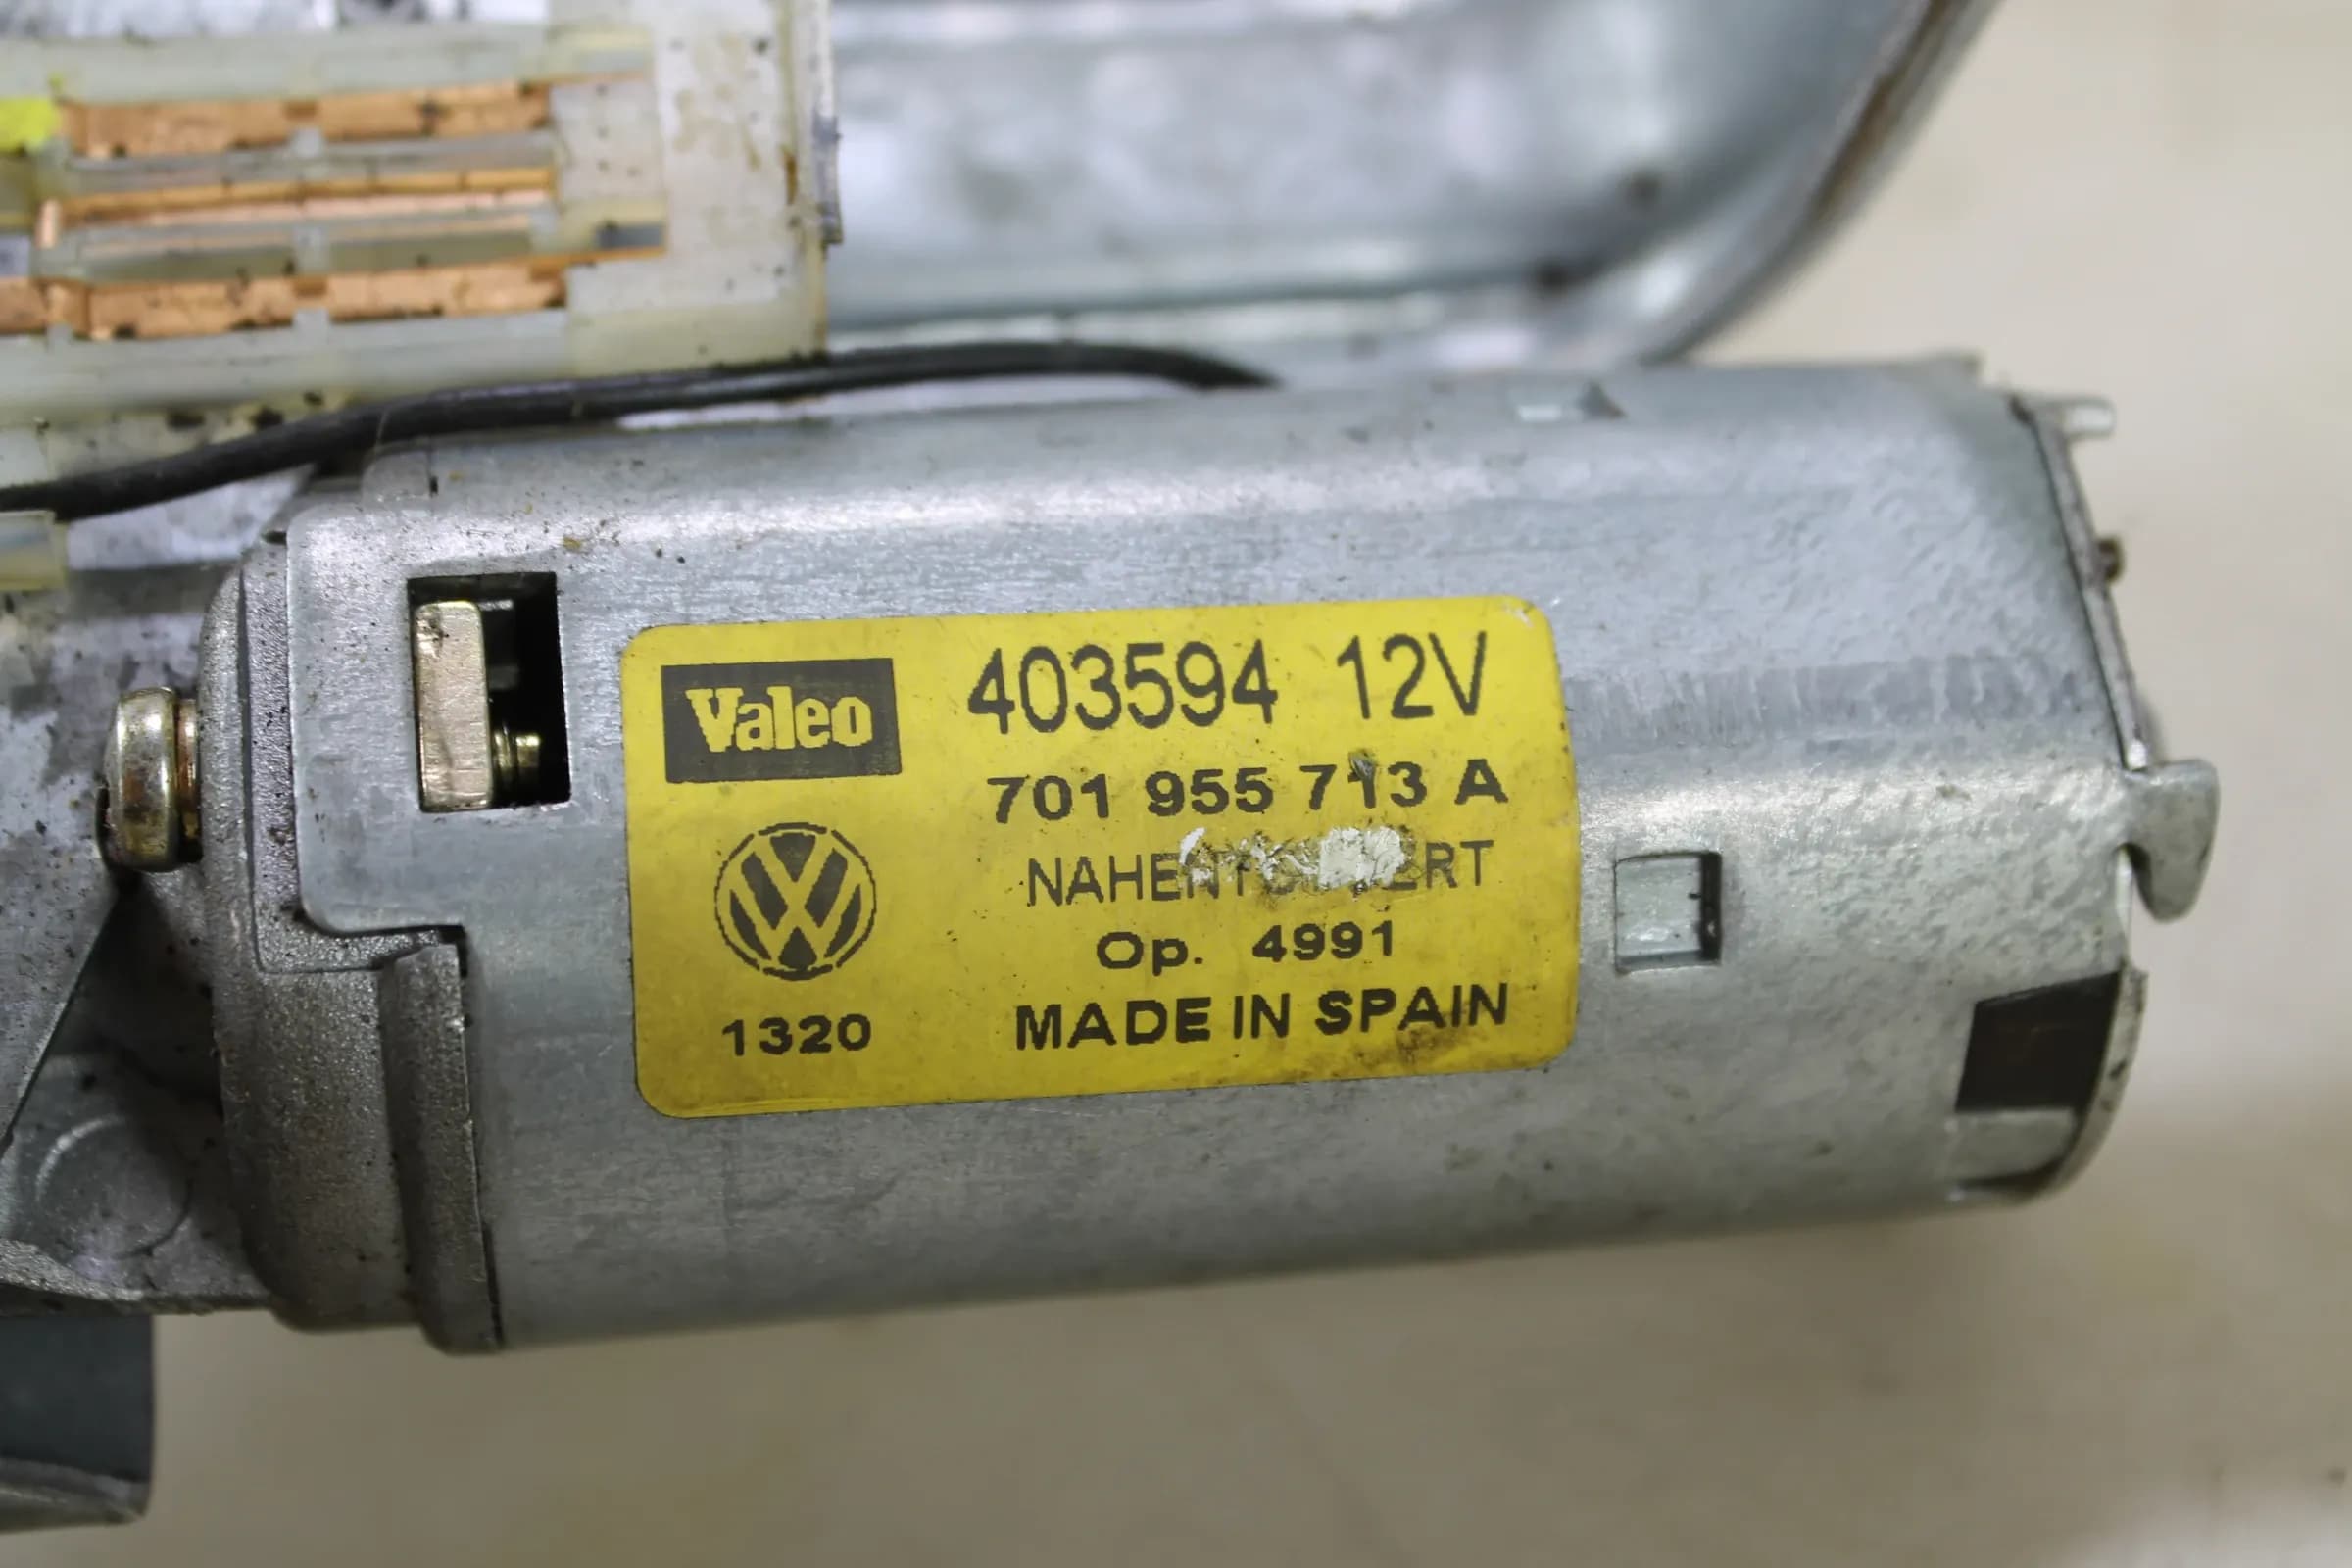 Valeo
403594 12V
701 955 713 A
Op. 4991
1320
MADE IN SPAIN